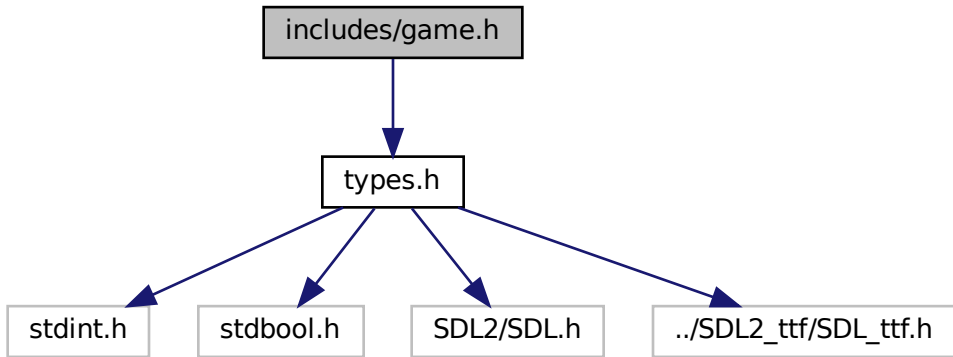 includes/game.h
types.h
stdint.h
stdbool.h
SDL2/SDL.h
../SDL2_ttf/SDL_ttf.h